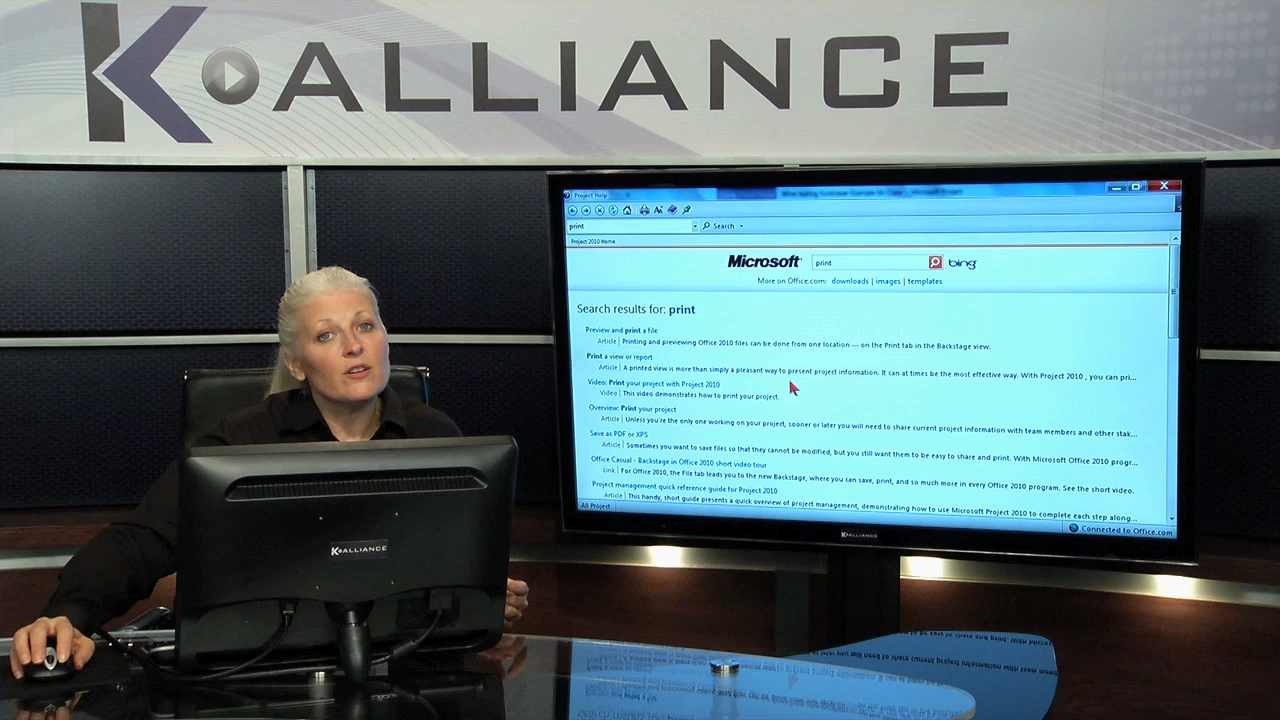 K ALLIANCE
Project Help
print
Search
Project 2010 Home
Microsoft print bing
More on Office.com: downloads | images | templates
Search results for: print
Preview and print a file
Article | Printing and previewing Office 2010 files can be done from one location — on the Print tab in the Backstage view.
Print a view or report
Article | A printed view is more than simply a pleasant way to present project information. It can at times be the most effective way. With Project 2010 , you can pri...
Video: Print your project with Project 2010
Video | This video demonstrates how to print your project.
Overview: Print your project
Article | Unless you're the only one working on your project, sooner or later you will need to share current project information with team members and other stak...
Save as PDF or XPS
Article | Sometimes you want to save files so that they cannot be modified, but you still want them to be easy to share and print. With Microsoft Office 2010 progr...
Office Casual - Backstage in Office 2010 short video tour
Link | For Office 2010, the File tab leads you to the new Backstage, where you can save, print, and so much more in every Office 2010 program. See the short video.
Project management quick reference guide for Project 2010
Article | This handy, short guide presents a quick overview of project management, demonstrating how to use Microsoft Project 2010 to complete each step along...
All Project
Connected to Office.com
K ALLIANCE
K ALLIANCE